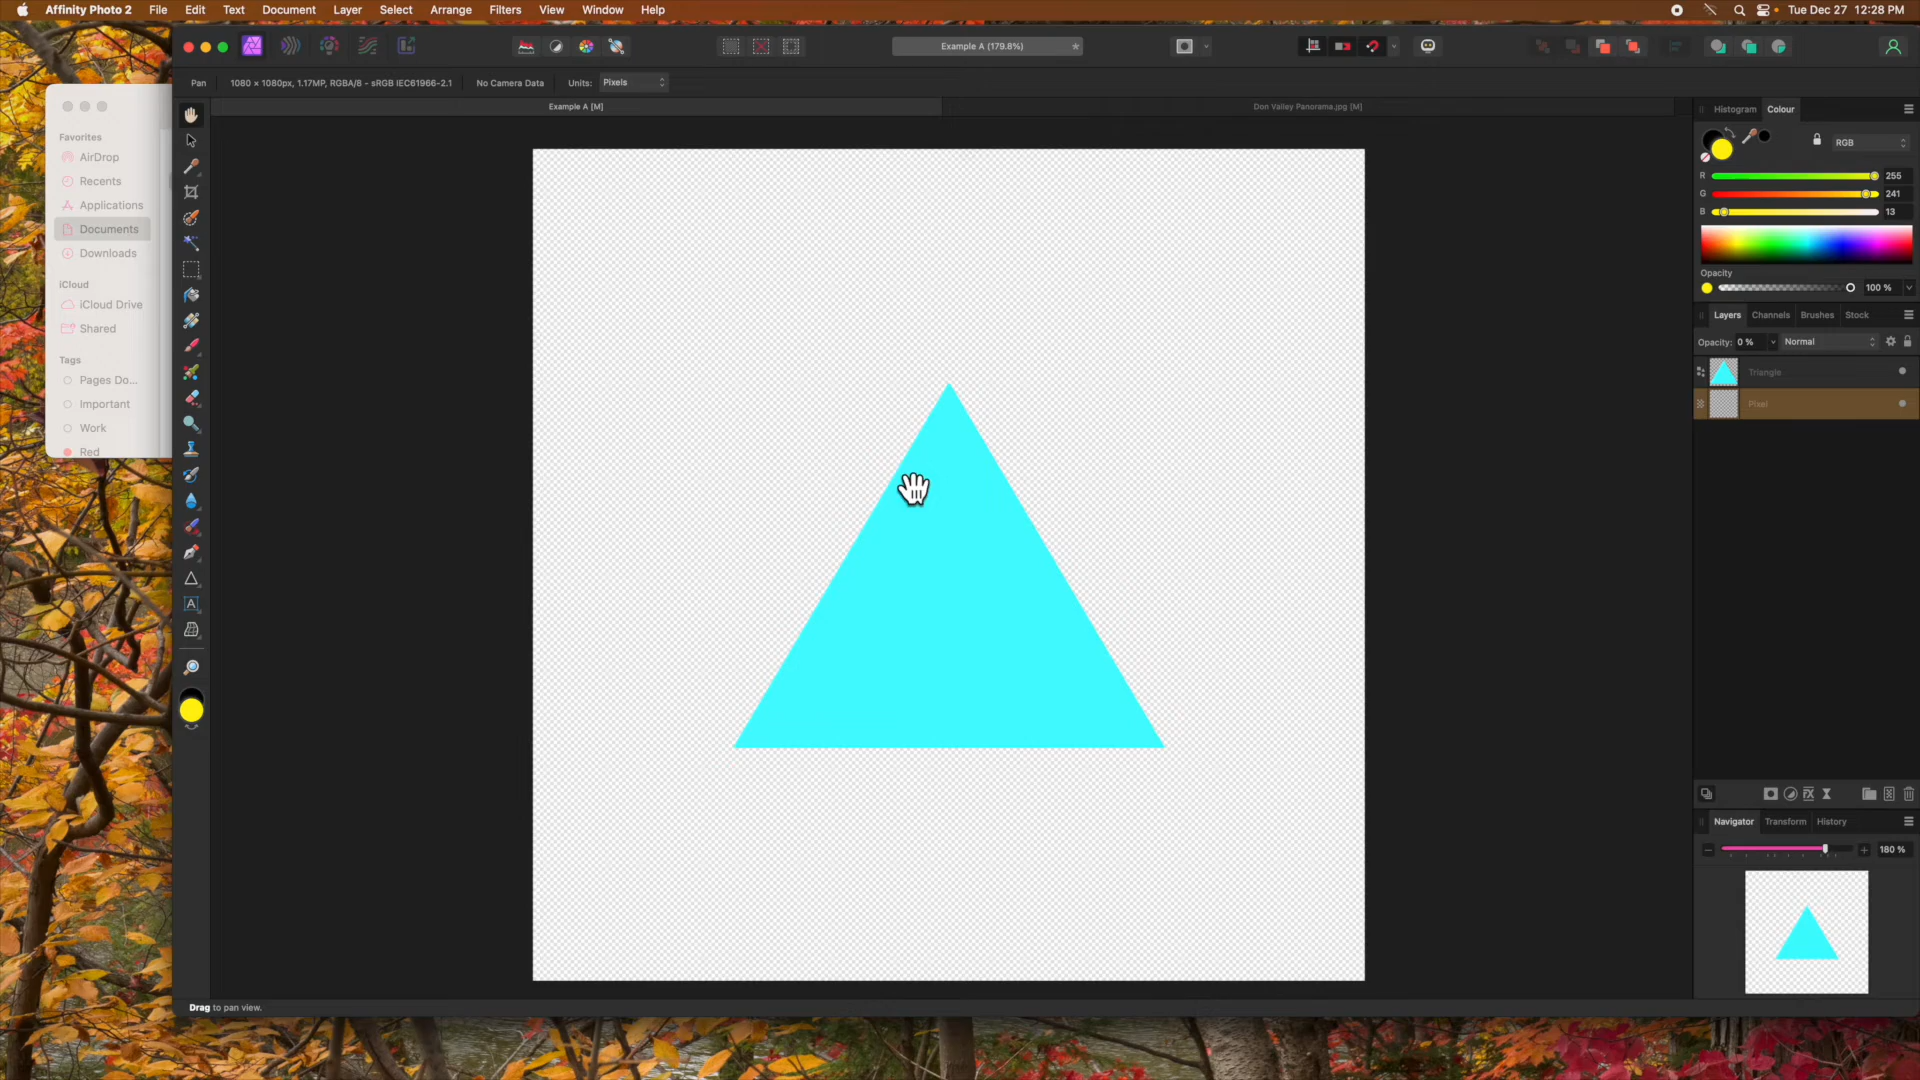 Affinity Photo 2 File Edit Text Document Layer Select Arrange Filters View Window Help
Tue Dec 27 12:28 PM
Example A (179.8%)
*
Pan 1080 × 1080px, 1.17MP, RGBA/8 - sRGB IEC61966-2.1 No Camera Data Units: Pixels
Example A [M]
Don Valley Panorama.jpg [M]
Favorites
AirDrop
Recents
Applications
Documents
Downloads
iCloud
iCloud Drive
Shared
Tags
Pages Do...
Important
Work
Red
A
Histogram Colour
RGB
R 255
G 241
B 13
Opacity
100 %
Layers Channels Brushes Stock
Opacity: 0 % Normal
Triangle
Pixel
Navigator Transform History
180 %
Drag to pan view.